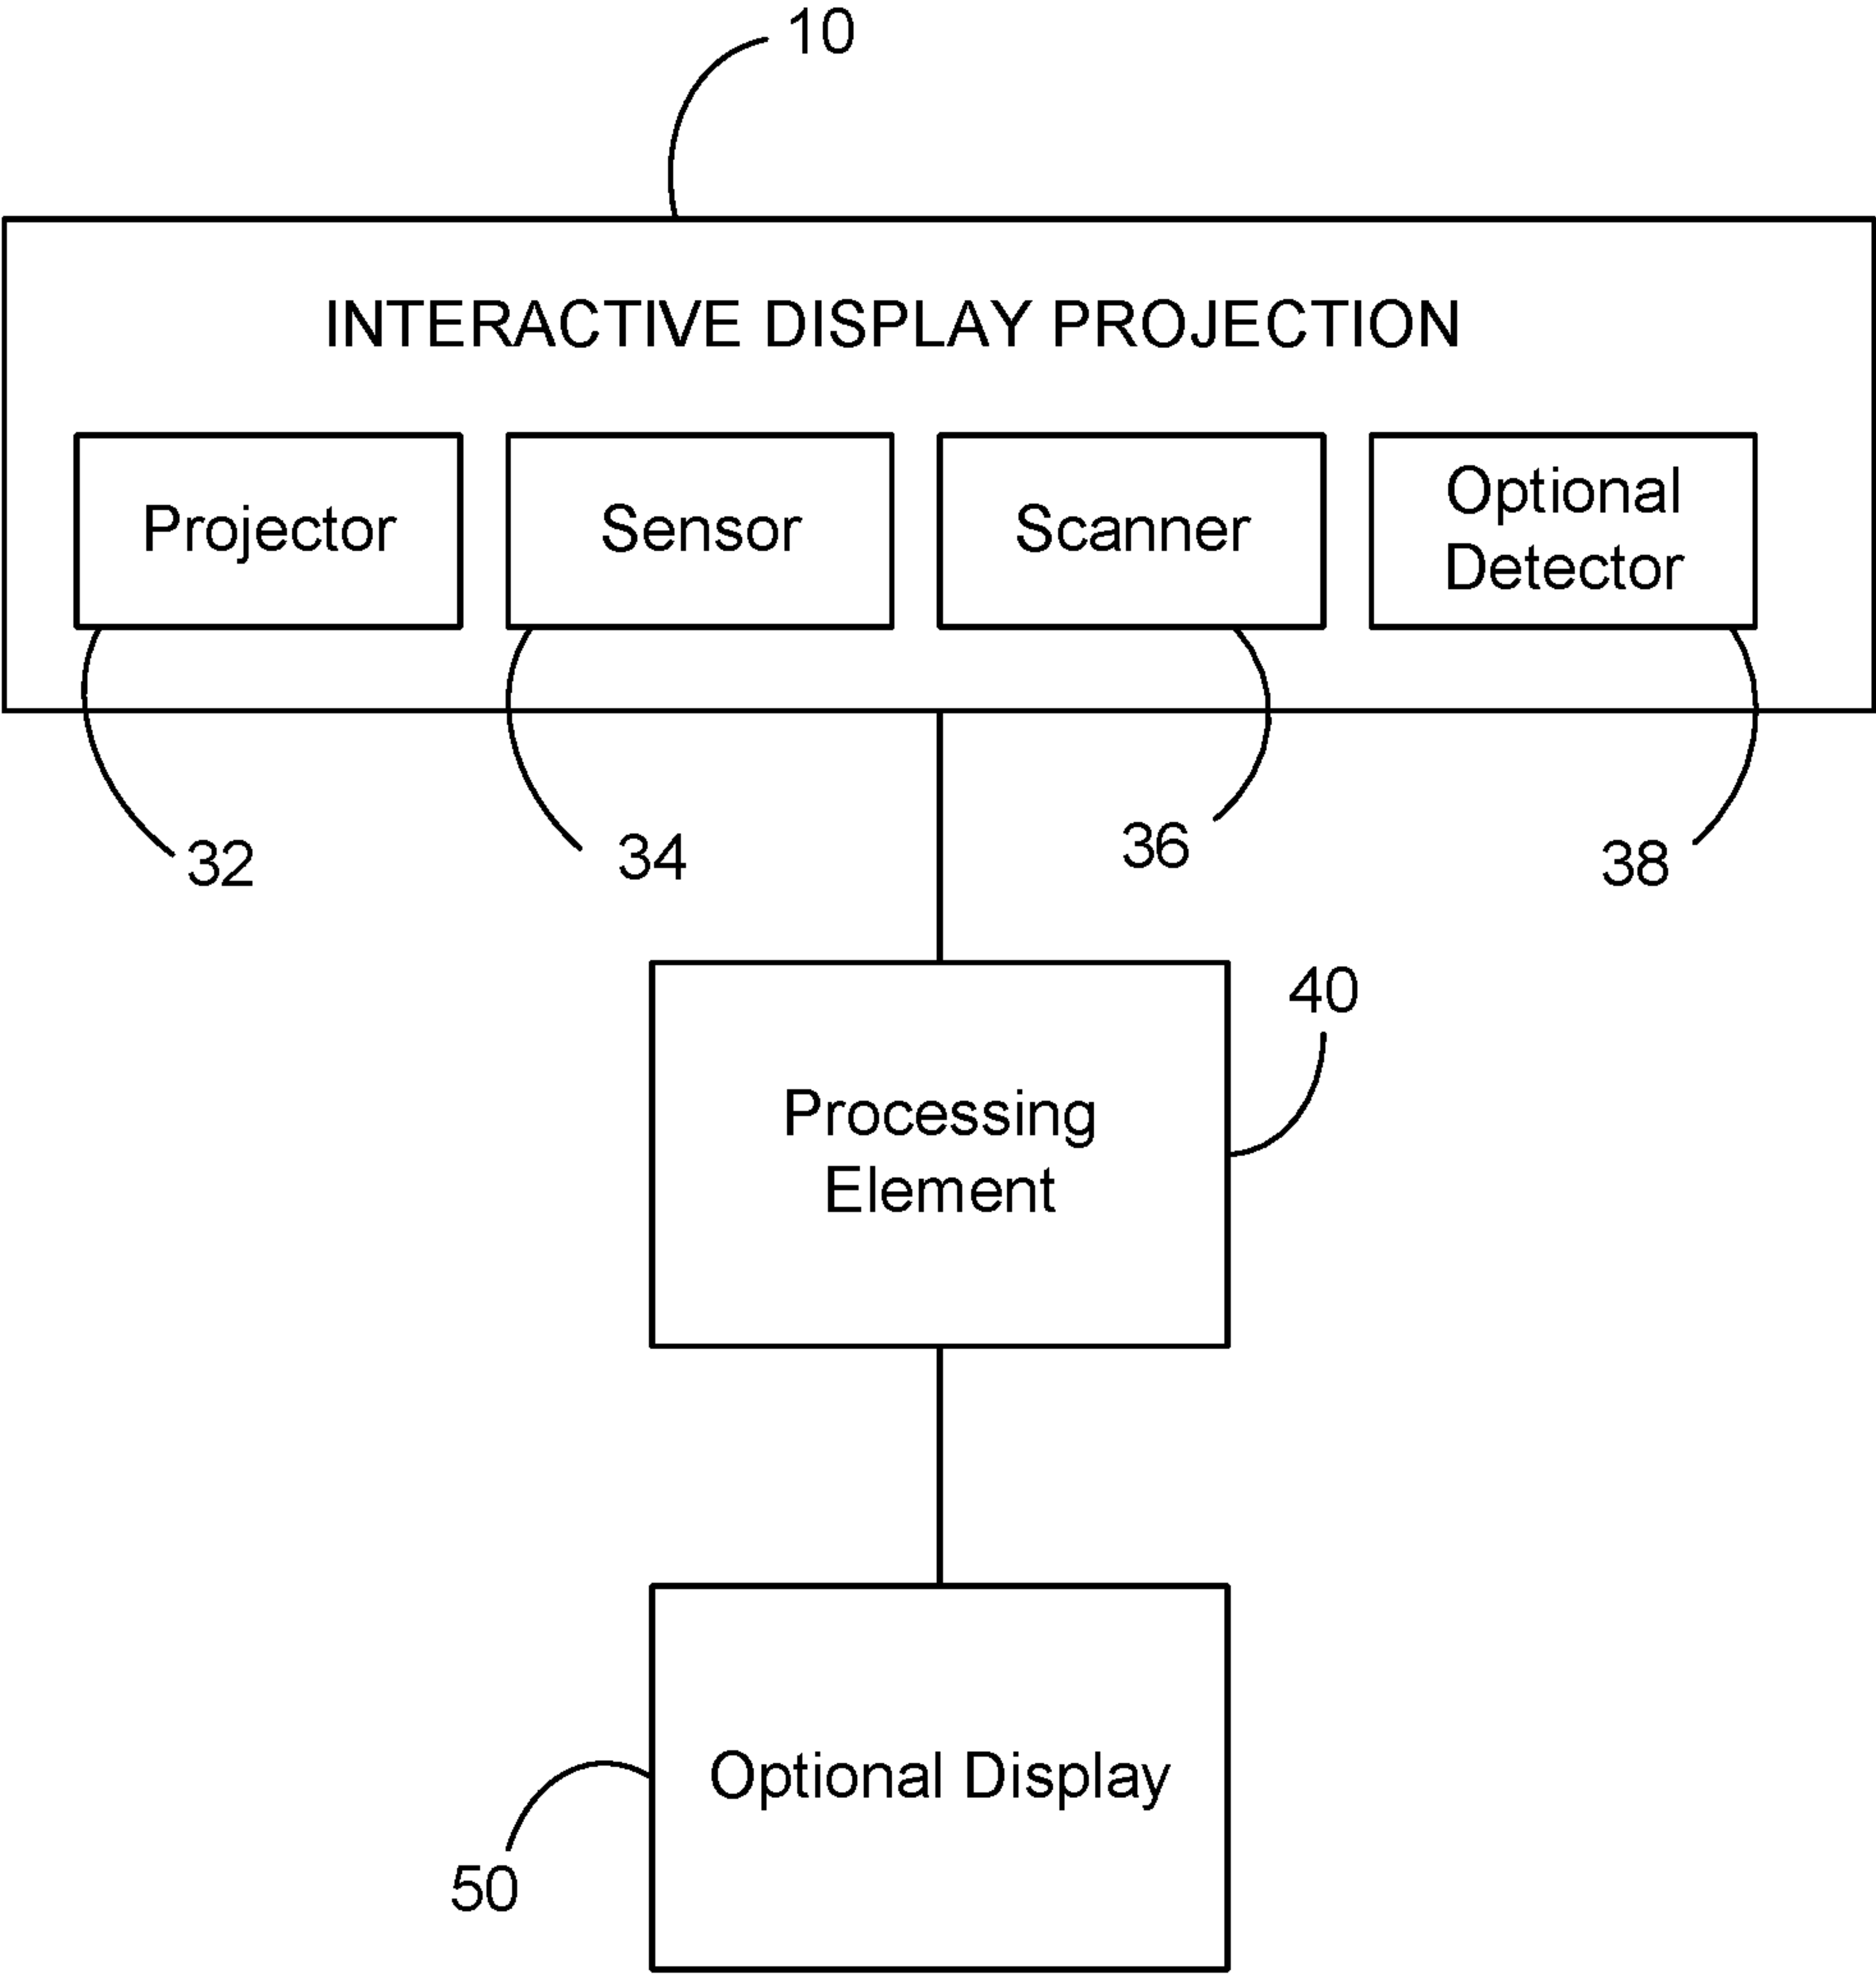 10
INTERACTIVE DISPLAY PROJECTION
Projector
Sensor
Scanner
Optional
Detector
32
34
36
38
40
Processing
Element
Optional Display
50